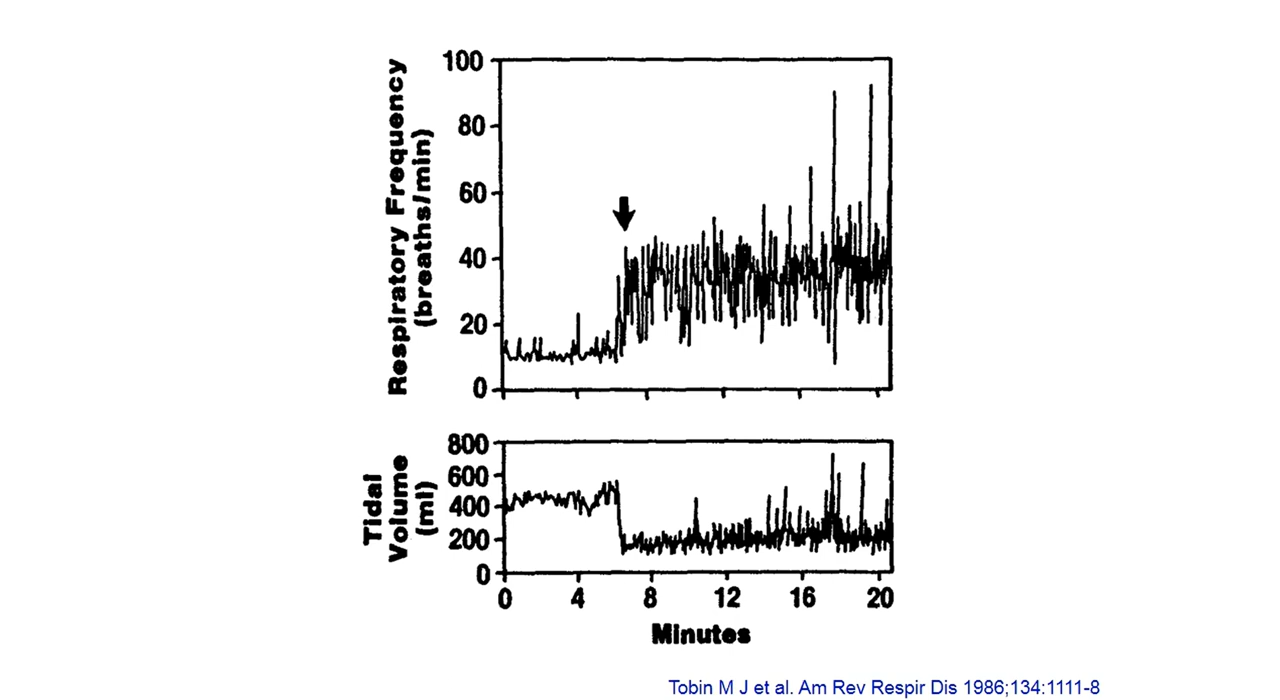 Respiratory Frequency
(breaths/min)
100
80
60
40
20
0
Tidal
Volume
(ml)
800
600
400
200
0
0 4 8 12 16 20
Minutes
Tobin M J et al. Am Rev Respir Dis 1986;134:1111-8